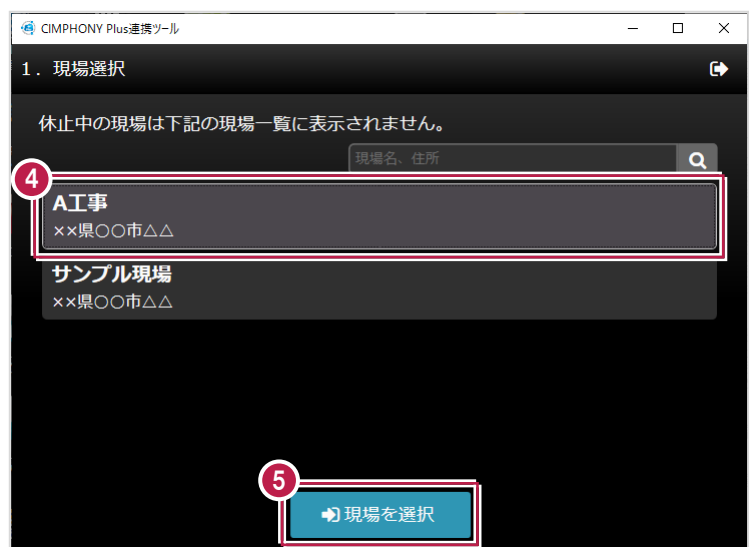 CIMPHONY Plus連携ツール
1. 現場選択
休止中の現場は下記の現場一覧に表示されません。
現場名、住所
4
A工事
××県○○市△△
サンプル現場
××県○○市△△
5
現場を選択